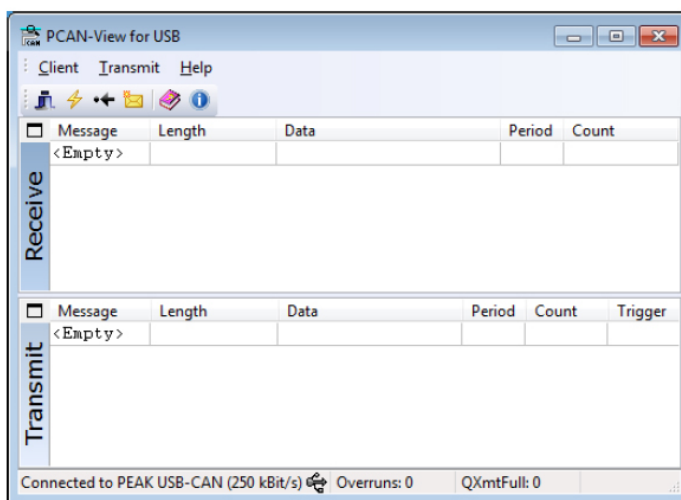 PCAN-View for USB
Client Transmit Help
Message Length Data Period Count
<Empty>
Receive
Message Length Data Period Count Trigger
<Empty>
Transmit
Connected to PEAK USB-CAN (250 kBit/s) Overruns: 0 QXmtFull: 0